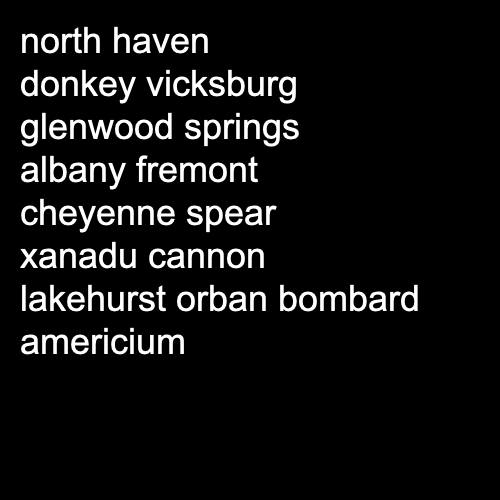 north haven
donkey vicksburg
glenwood springs
albany fremont
cheyenne spear
xanadu cannon
lakehurst orban bombard
americium